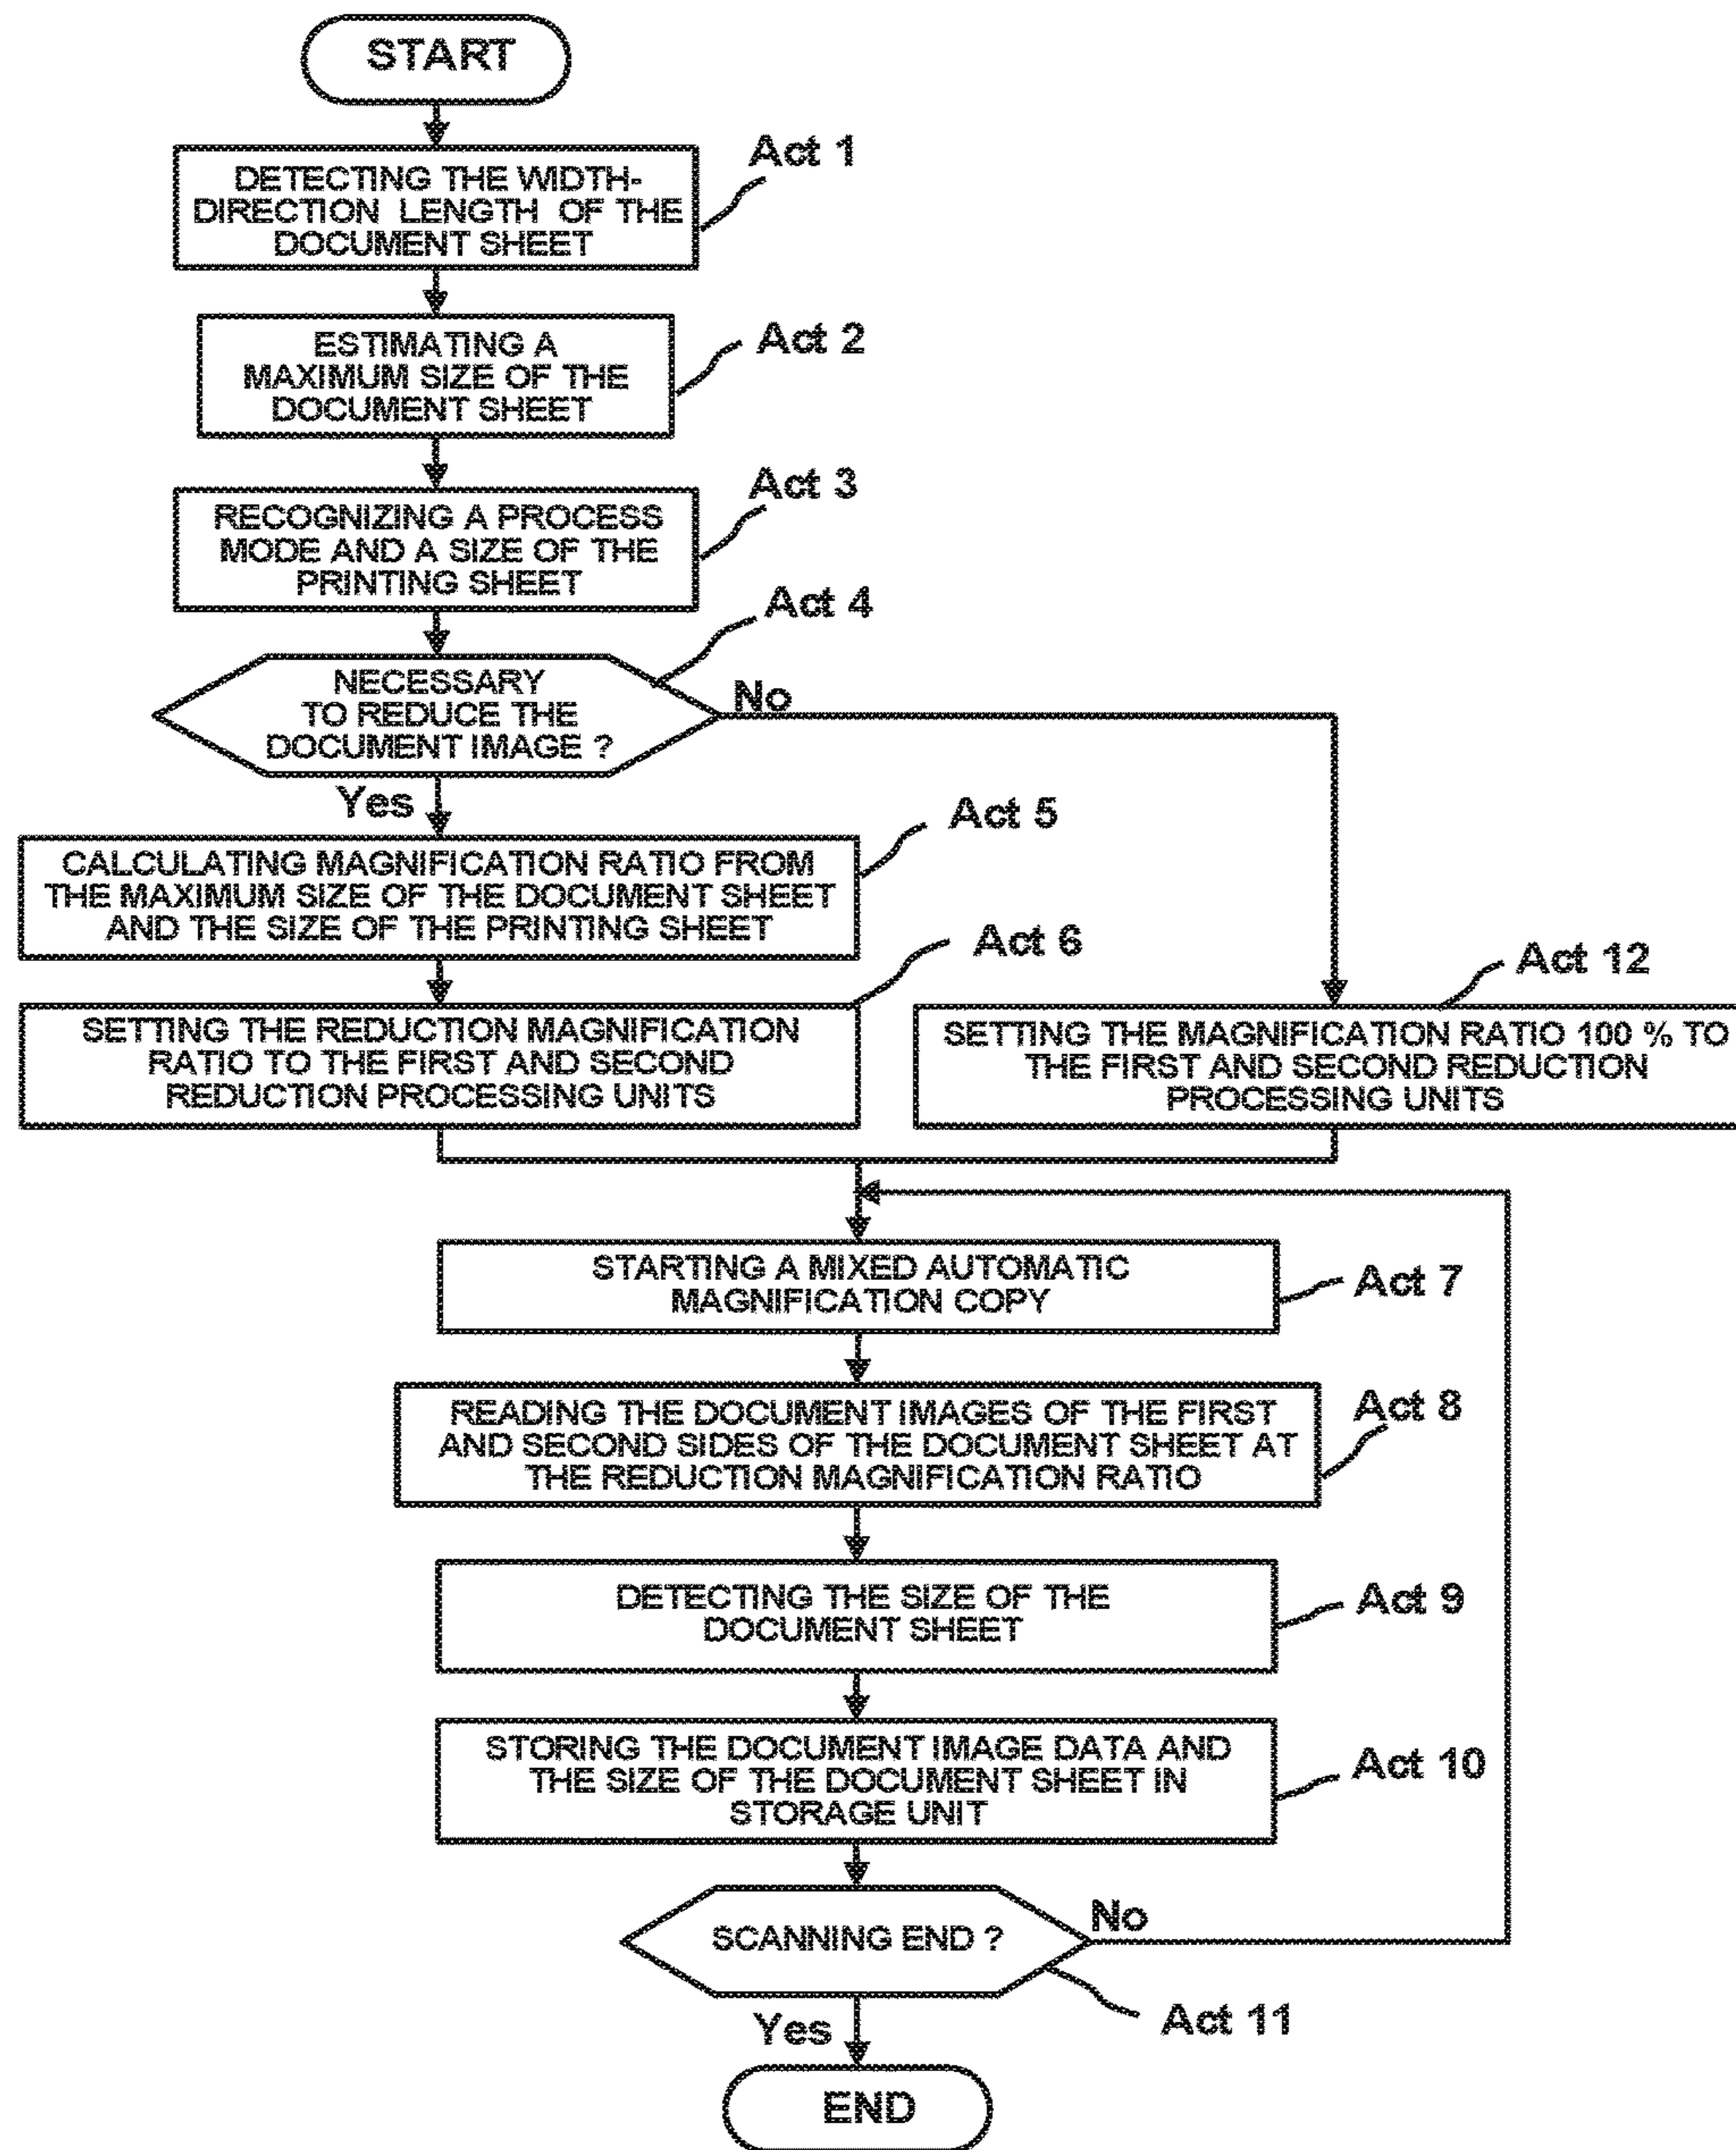 START
Act 1
DETECTING THE WIDTH-
DIRECTION LENGTH OF THE
DOCUMENT SHEET
Act 2
ESTIMATING A
MAXIMUM SIZE OF THE
DOCUMENT SHEET
Act 3
RECOGNIZING A PROCESS
MODE AND A SIZE OF THE
PRINTING SHEET
Act 4
NECESSARY
TO REDUCE THE
DOCUMENT IMAGE ?
No
Yes
Act 5
CALCULATING MAGNIFICATION RATIO FROM
THE MAXIMUM SIZE OF THE DOCUMENT SHEET
AND THE SIZE OF THE PRINTING SHEET
Act 6
SETTING THE REDUCTION MAGNIFICATION
RATIO TO THE FIRST AND SECOND
REDUCTION PROCESSING UNITS
Act 12
SETTING THE MAGNIFICATION RATIO 100 % TO
THE FIRST AND SECOND REDUCTION
PROCESSING UNITS
STARTING A MIXED AUTOMATIC
MAGNIFICATION COPY
Act 7
READING THE DOCUMENT IMAGES OF THE FIRST
AND SECOND SIDES OF THE DOCUMENT SHEET AT
THE REDUCTION MAGNIFICATION RATIO
Act 8
DETECTING THE SIZE OF THE
DOCUMENT SHEET
Act 9
STORING THE DOCUMENT IMAGE DATA AND
THE SIZE OF THE DOCUMENT SHEET IN
STORAGE UNIT
Act 10
SCANNING END ?
No
Act 11
Yes
END